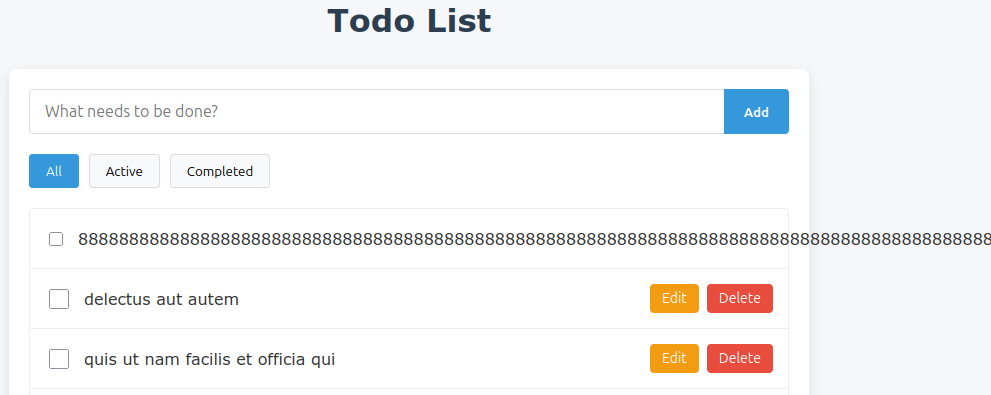 Todo List
What needs to be done?
Add
All Active Completed
888888888888888888888888888888888888888888888888888888888888888888888888888888888888888888
delectus aut autem Edit Delete
quis ut nam facilis et officia qui Edit Delete